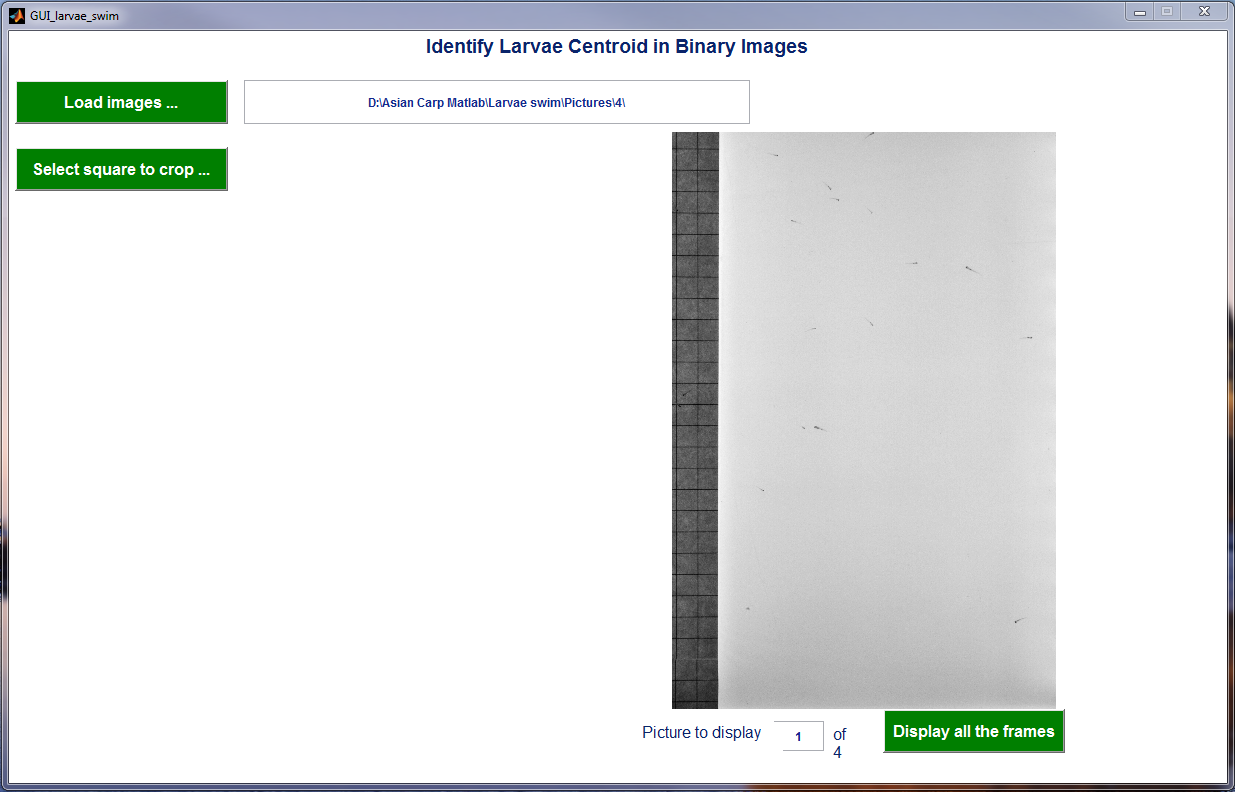 GUI_larvae_swim
Identify Larvae Centroid in Binary Images
Load images ...
D:\Asian Carp Matlab\Larvae swim\Pictures\4\
Select square to crop ...
Picture to display
1
of
4
Display all the frames